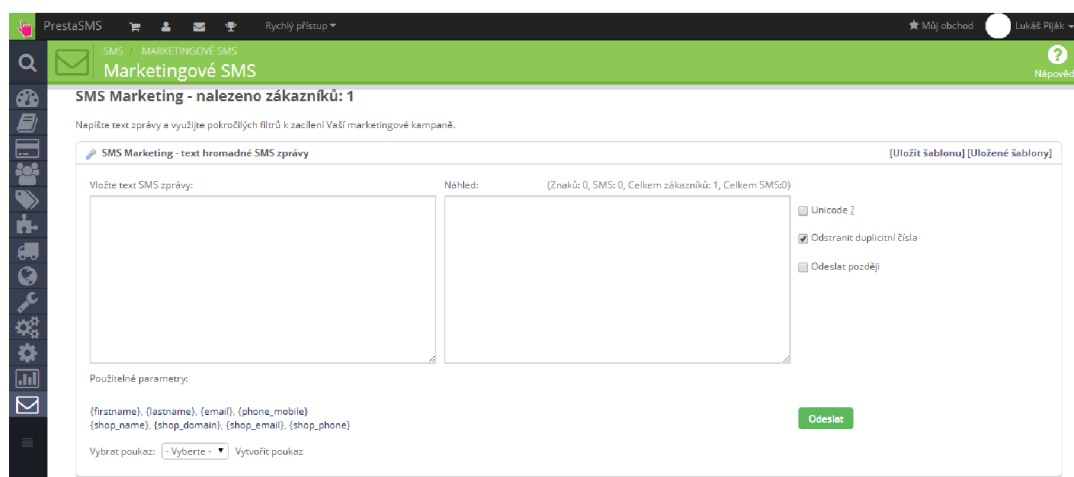 PrestaSMS Rychlý přístup Můj obchod Lukáš Piják
SMS / MARKETINGOVÉ SMS
Marketingové SMS
Nápověd
SMS Marketing - nalezeno zákazníků: 1
Napište text zprávy a využijte pokročilých filtrů k zacílení Vaší marketingové kampaně.
SMS Marketing - text hromadné SMS zprávy [Uložit šablonu] [Uložené šablony]
Vložte text SMS zprávy: Náhled: (Znaků: 0, SMS: 0, Celkem zákazníků: 1, Celkem SMS:0)
Unicode ?
Odstranit duplicitní čísla
Odeslat později
Použitelné parametry:
{firstname}, {lastname}, {email}, {phone_mobile}
{shop_name}, {shop_domain}, {shop_email}, {shop_phone}
Odeslat
Vybrat poukaz: - Vyberte - Vytvořit poukaz